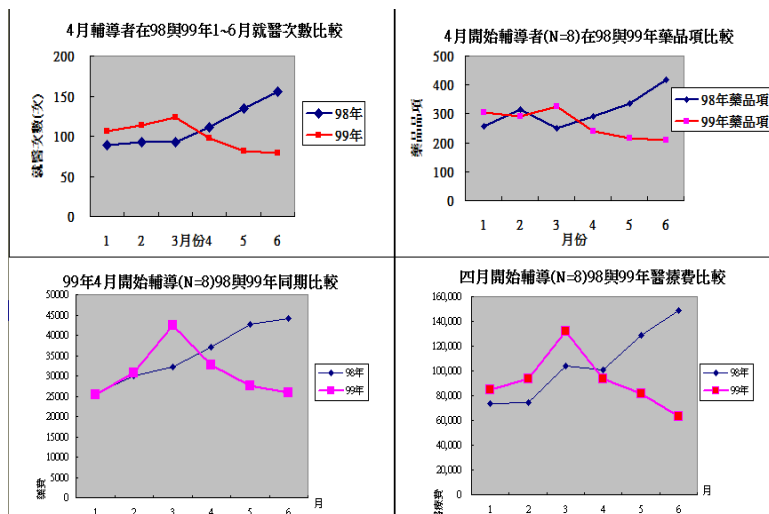 4月輔導者在98與99年1~6月就醫次數比較
200
150
100
50
0
就醫次數(次)
1 2 3月份4 5 6
98年
99年
4月開始輔導者(N=8)在98與99年藥品項比較
500
400
300
200
100
0
藥品品項
1 2 3 4 5 6
月份
98年藥品項
99年藥品項
99年4月開始輔導(N=8)98與99年同期比較
50000
45000
40000
35000
30000
25000
20000
15000
10000
5000
0
藥費
1 2 3 4 5 6
月
98年
99年
四月開始輔導(N=8)98與99年醫療費比較
160,000
140,000
120,000
100,000
80,000
60,000
40,000
20,000
0
醫療費
1 2 3 4 5 6
月
98年
99年